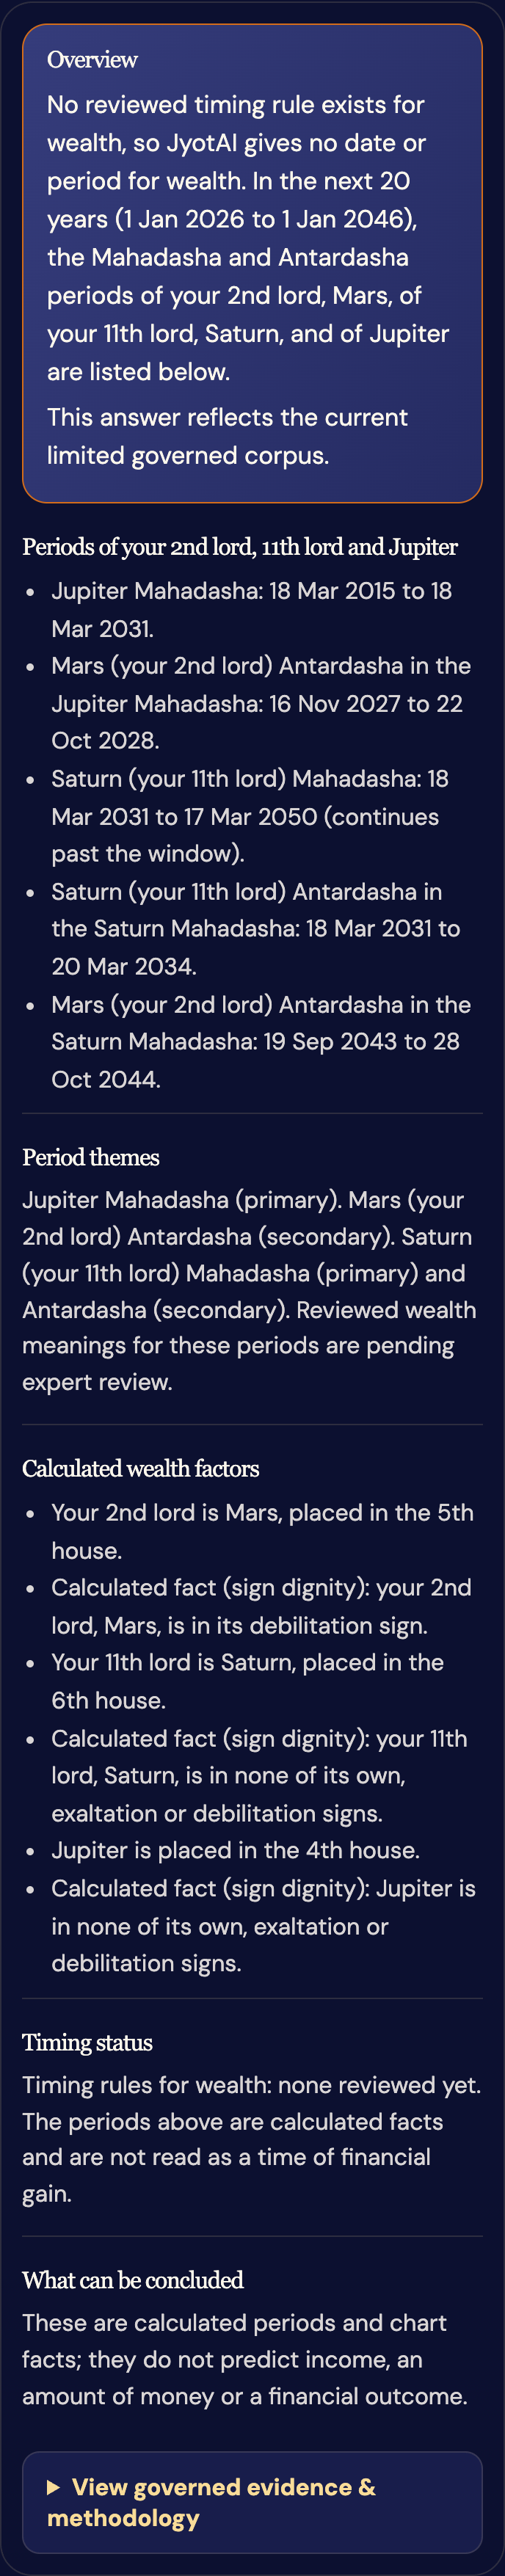 Overview
No reviewed timing rule exists for
wealth, so JyotAI gives no date or
period for wealth. In the next 20
years (1 Jan 2026 to 1 Jan 2046),
the Mahadasha and Antardasha
periods of your 2nd lord, Mars, of
your 11th lord, Saturn, and of Jupiter
are listed below.
This answer reflects the current
limited governed corpus.
Periods of your 2nd lord, 11th lord and Jupiter
• Jupiter Mahadasha: 18 Mar 2015 to 18
Mar 2031.
• Mars (your 2nd lord) Antardasha in the
Jupiter Mahadasha: 16 Nov 2027 to 22
Oct 2028.
• Saturn (your 11th lord) Mahadasha: 18
Mar 2031 to 17 Mar 2050 (continues
past the window).
• Saturn (your 11th lord) Antardasha in
the Saturn Mahadasha: 18 Mar 2031 to
20 Mar 2034.
• Mars (your 2nd lord) Antardasha in the
Saturn Mahadasha: 19 Sep 2043 to 28
Oct 2044.
Period themes
Jupiter Mahadasha (primary). Mars (your
2nd lord) Antardasha (secondary). Saturn
(your 11th lord) Mahadasha (primary) and
Antardasha (secondary). Reviewed wealth
meanings for these periods are pending
expert review.
Calculated wealth factors
• Your 2nd lord is Mars, placed in the 5th
house.
• Calculated fact (sign dignity): your 2nd
lord, Mars, is in its debilitation sign.
• Your 11th lord is Saturn, placed in the
6th house.
• Calculated fact (sign dignity): your 11th
lord, Saturn, is in none of its own,
exaltation or debilitation signs.
• Jupiter is placed in the 4th house.
• Calculated fact (sign dignity): Jupiter is
in none of its own, exaltation or
debilitation signs.
Timing status
Timing rules for wealth: none reviewed yet.
The periods above are calculated facts
and are not read as a time of financial
gain.
What can be concluded
These are calculated periods and chart
facts; they do not predict income, an
amount of money or a financial outcome.
▶ View governed evidence &
methodology